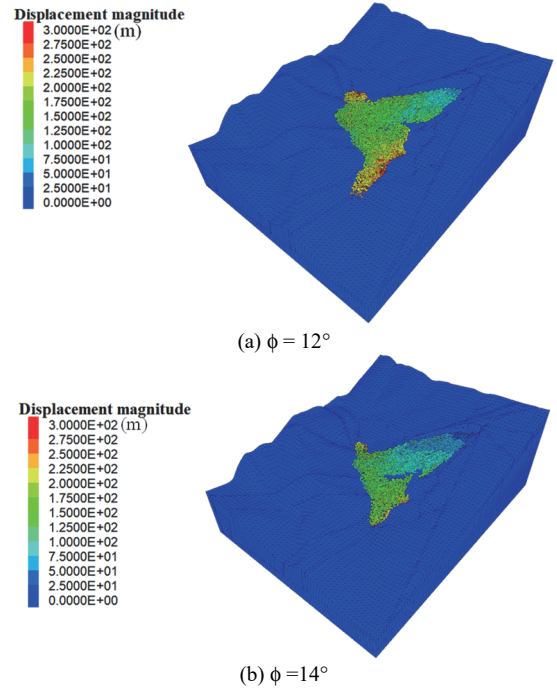 Displacement magnitude
3.0000E+02 (m)
2.7500E+02
2.5000E+02
2.2500E+02
2.0000E+02
1.7500E+02
1.5000E+02
1.2500E+02
1.0000E+02
7.5000E+01
5.0000E+01
2.5000E+01
0.0000E+00
(a) ϕ = 12°
Displacement magnitude
3.0000E+02 (m)
2.7500E+02
2.5000E+02
2.2500E+02
2.0000E+02
1.7500E+02
1.5000E+02
1.2500E+02
1.0000E+02
7.5000E+01
5.0000E+01
2.5000E+01
0.0000E+00
(b) ϕ =14°